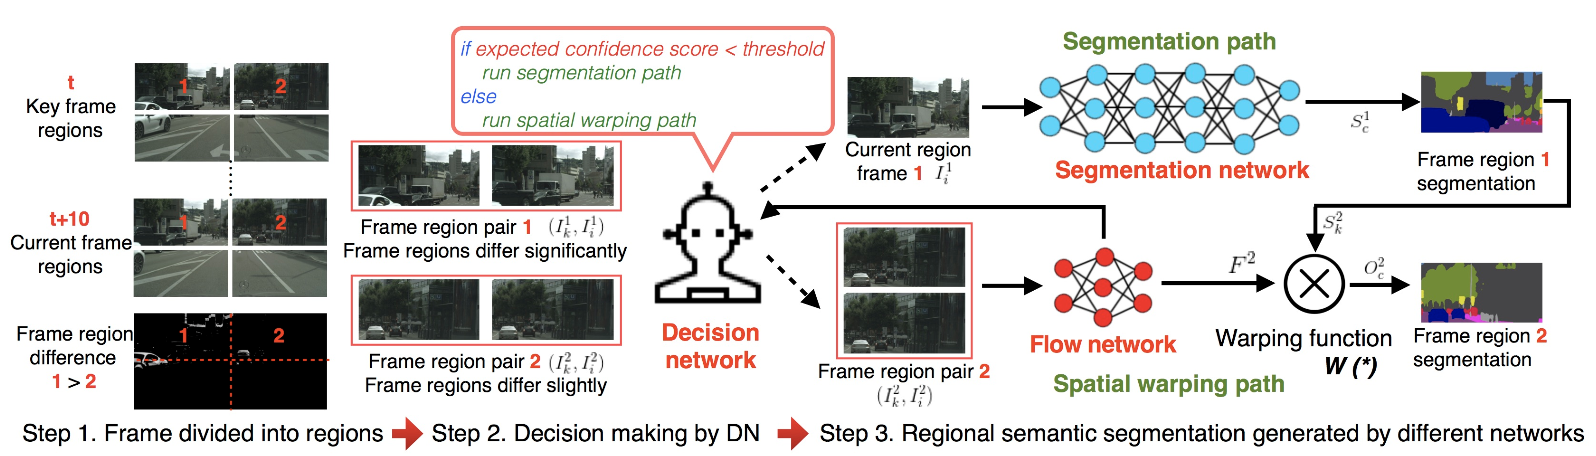 t
Key frame
regions
1
2
t+10
Current frame
regions
1
2
Frame region
difference
1 > 2
1
2
if expected confidence score < threshold
run segmentation path
else
run spatial warping path
Frame region pair 1 (I_k^1, I_i^1)
Frame regions differ significantly
Frame region pair 2 (I_k^2, I_i^2)
Frame regions differ slightly
Decision
network
Current region
frame 1 I_i^1
Segmentation path
Segmentation network
S_c^1
Frame region 1
segmentation
S_k^2
Frame region pair 2
(I_k^2, I_i^2)
Flow network
Spatial warping path
F^2
Warping function
W (*)
O_c^2
Frame region 2
segmentation
Step 1. Frame divided into regions
Step 2. Decision making by DN
Step 3. Regional semantic segmentation generated by different networks